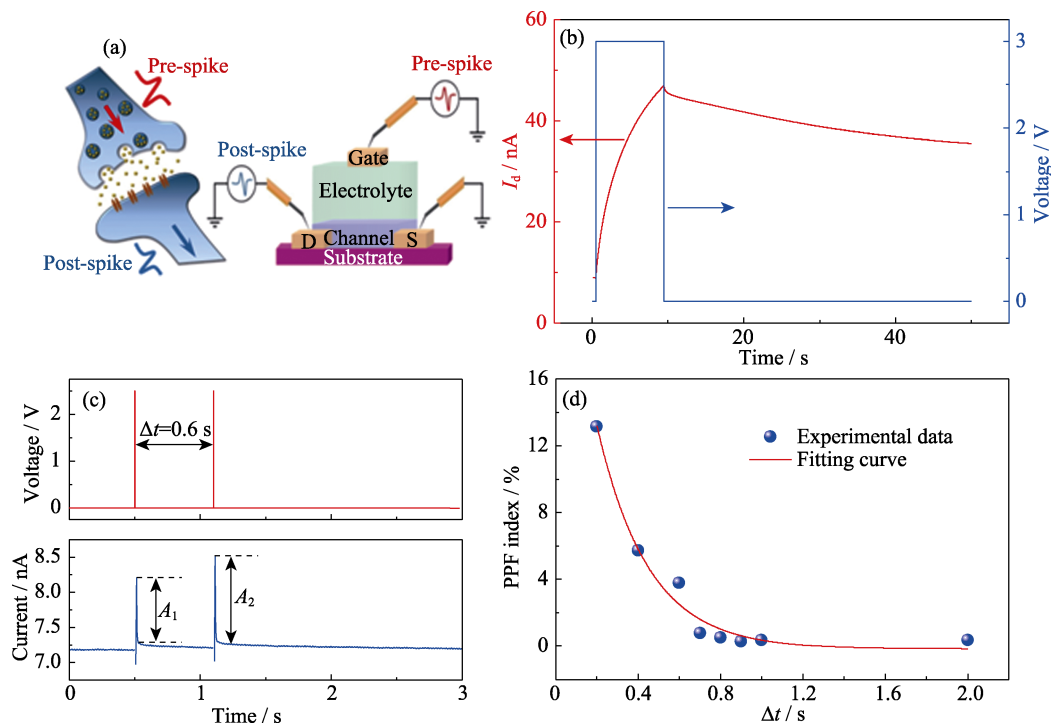 (a)
Pre-spike
Pre-spike
Post-spike
Gate
Electrolyte
D Channel S
Substrate
Post-spike
(b)
60
40
20
0
I_d / nA
3
2
1
0
Voltage / V
0 20 40
Time / s
(c)
2
1
0
Voltage / V
Δt=0.6 s
8.5
8.0
7.5
7.0
Current / nA
A₁
A₂
0 1 2 3
Time / s
(d)
16
12
8
4
0
PPF index / %
Experimental data
Fitting curve
0.4 0.8 1.2 1.6 2.0
Δt / s